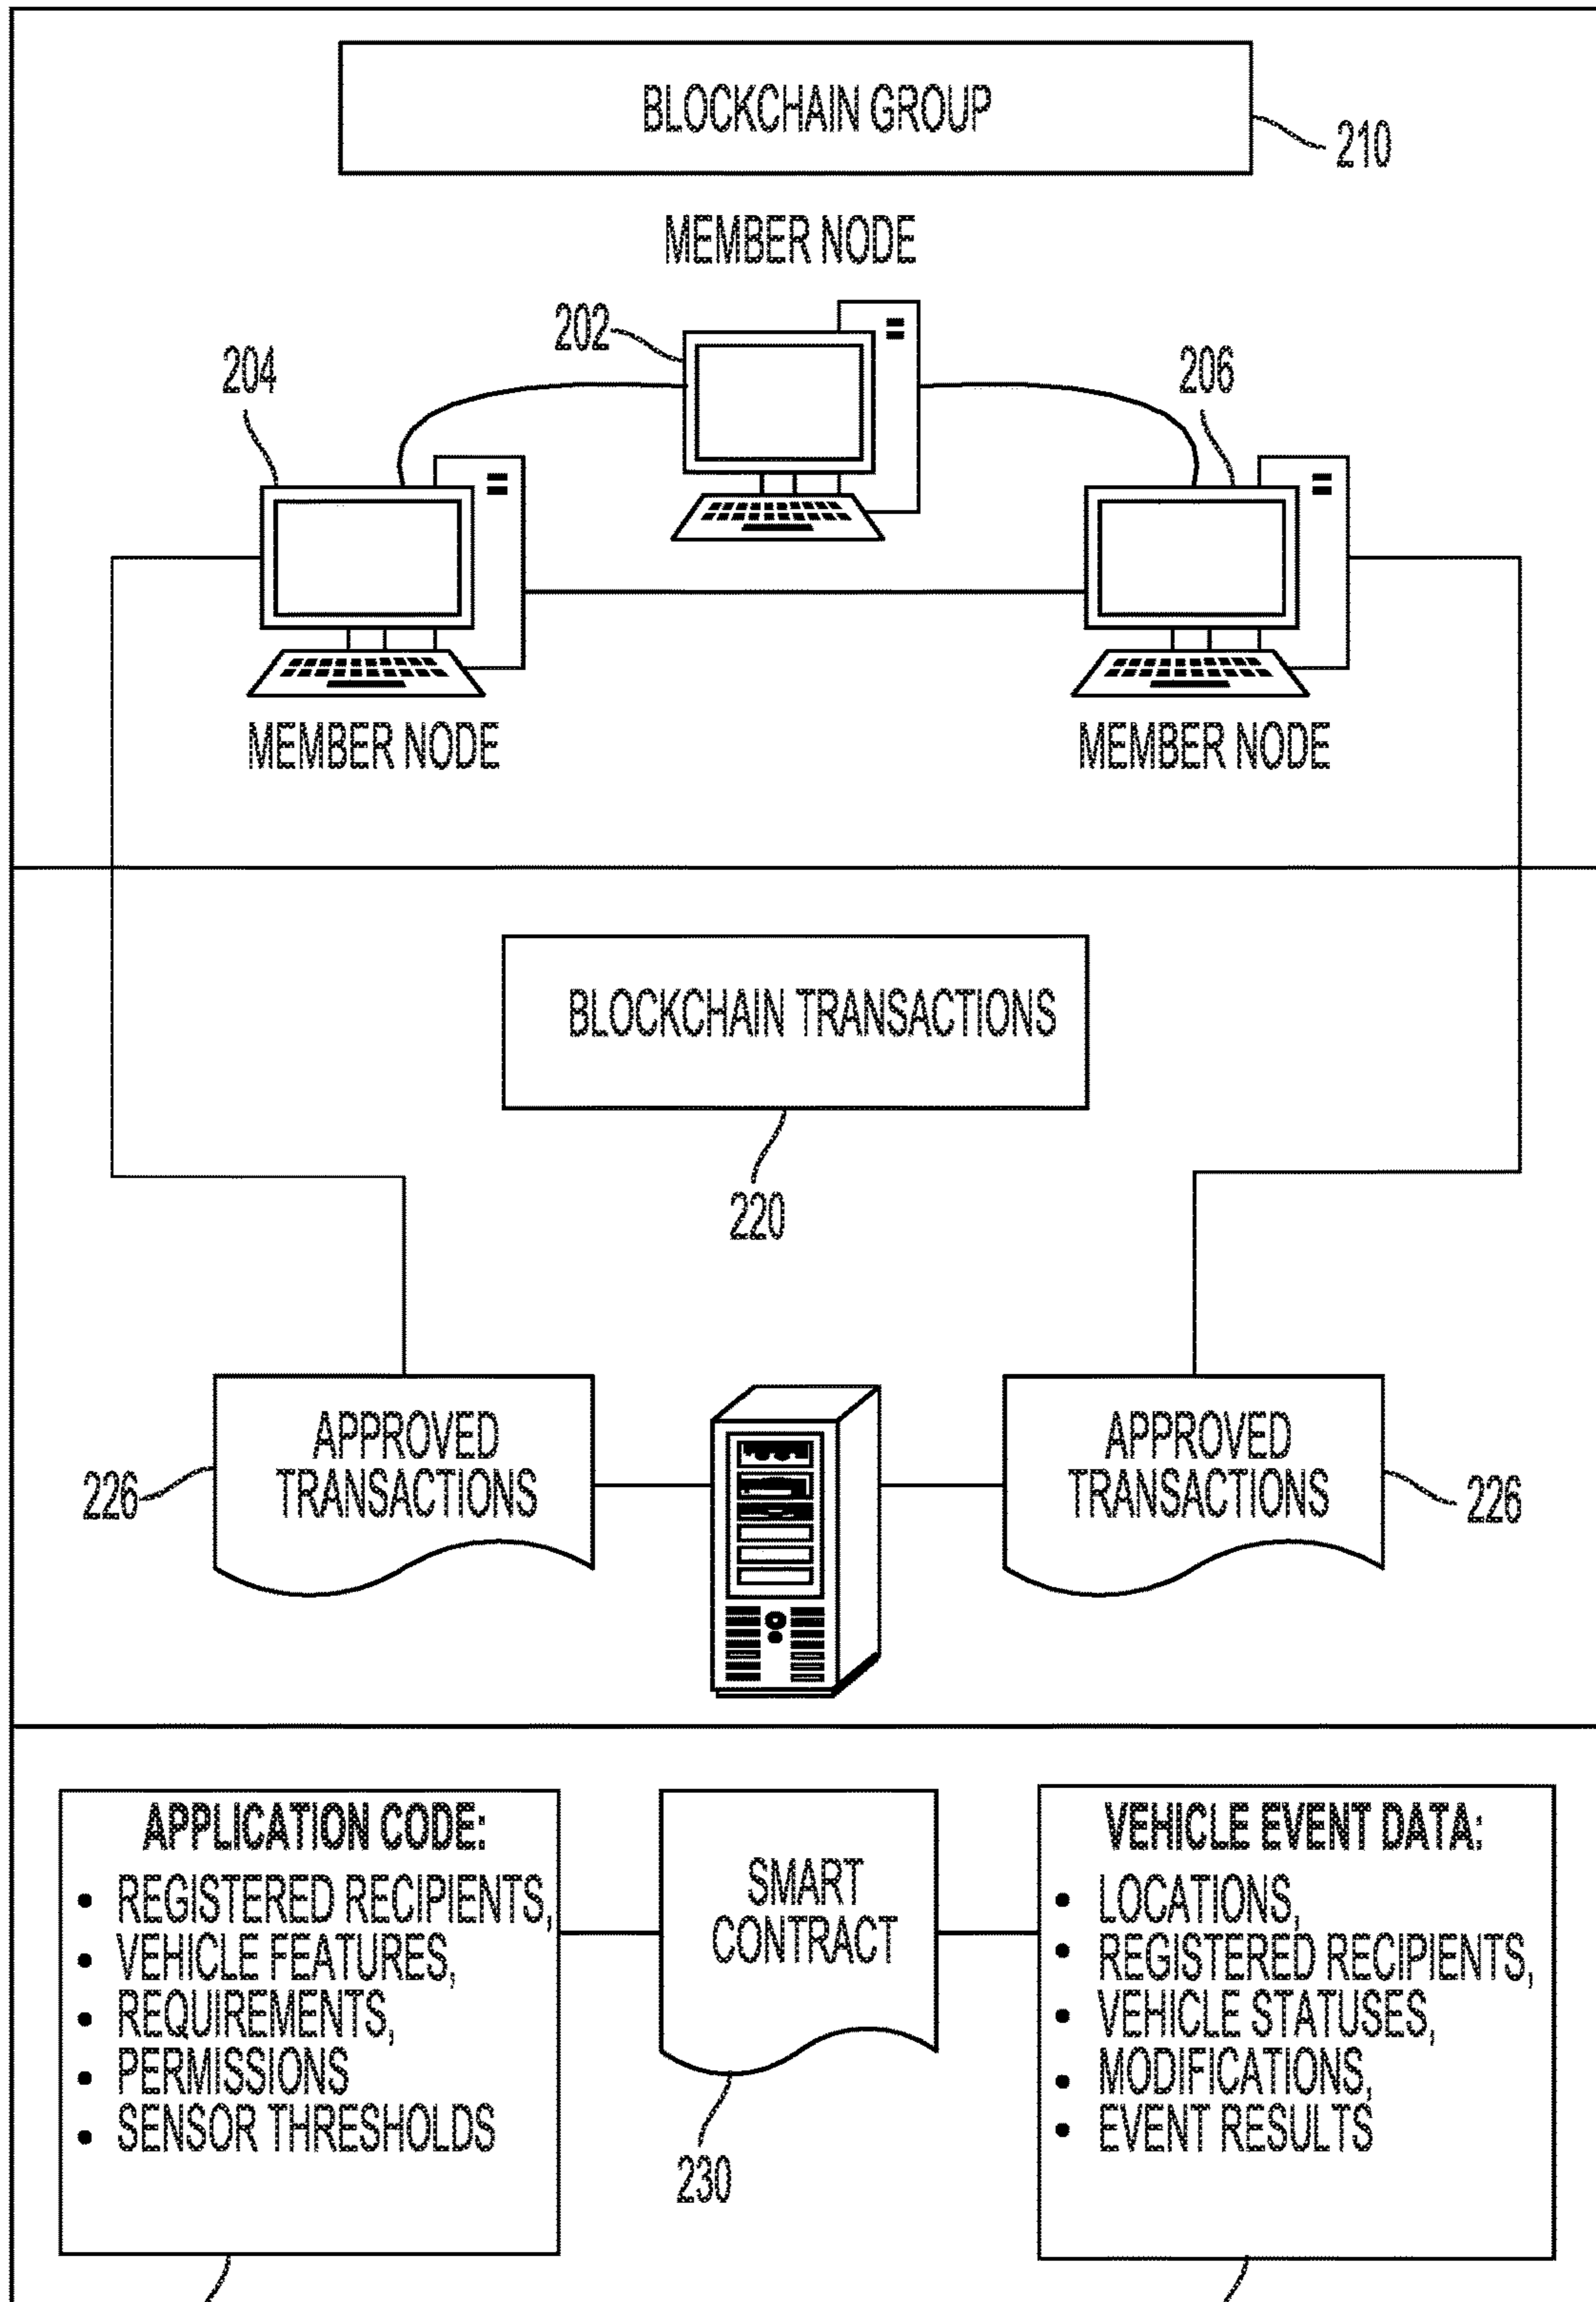 BLOCKCHAIN GROUP
210
MEMBER NODE
202
204
206
MEMBER NODE
MEMBER NODE
BLOCKCHAIN TRANSACTIONS
220
APPROVED
TRANSACTIONS
226
APPROVED
TRANSACTIONS
226
APPLICATION CODE:
• REGISTERED RECIPIENTS,
• VEHICLE FEATURES,
• REQUIREMENTS,
• PERMISSIONS
• SENSOR THRESHOLDS
SMART
CONTRACT
230
VEHICLE EVENT DATA:
• LOCATIONS,
• REGISTERED RECIPIENTS,
• VEHICLE STATUSES,
• MODIFICATIONS,
• EVENT RESULTS